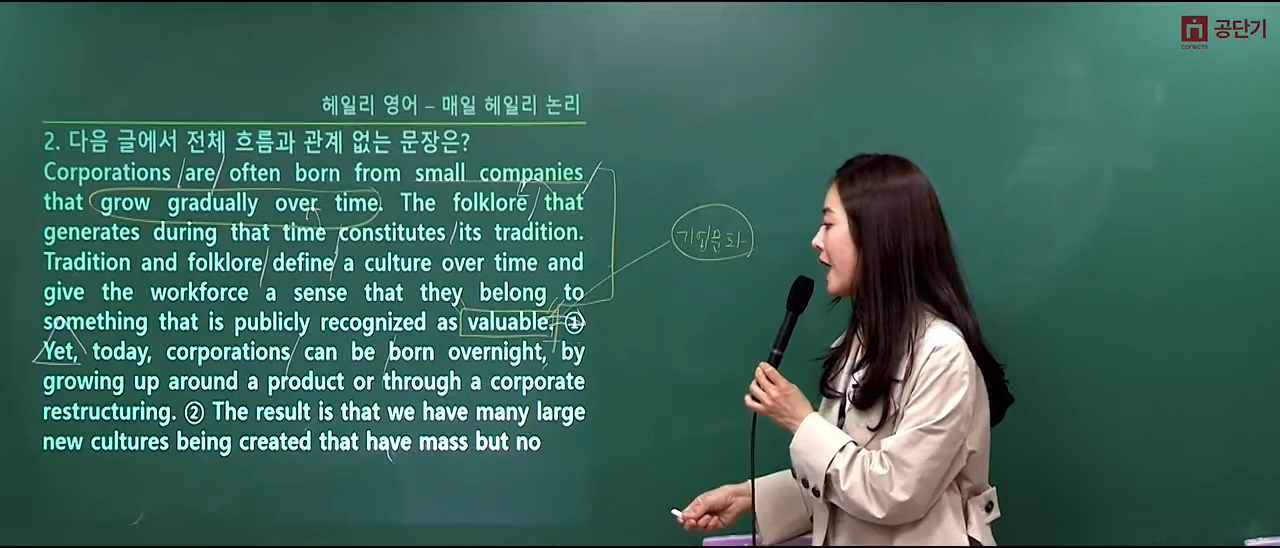 공단기
CONECTS
헤일리 영어 – 매일 헤일리 논리
2. 다음 글에서 전체 흐름과 관계 없는 문장은?
Corporations are often born from small companies
that grow gradually over time. The folklore that
generates during that time constitutes its tradition.
Tradition and folklore define a culture over time and
give the workforce a sense that they belong to
something that is publicly recognized as valuable. ①
Yet, today, corporations can be born overnight, by
growing up around a product or through a corporate
restructuring. ② The result is that we have many large
new cultures being created that have mass but no
기업문화